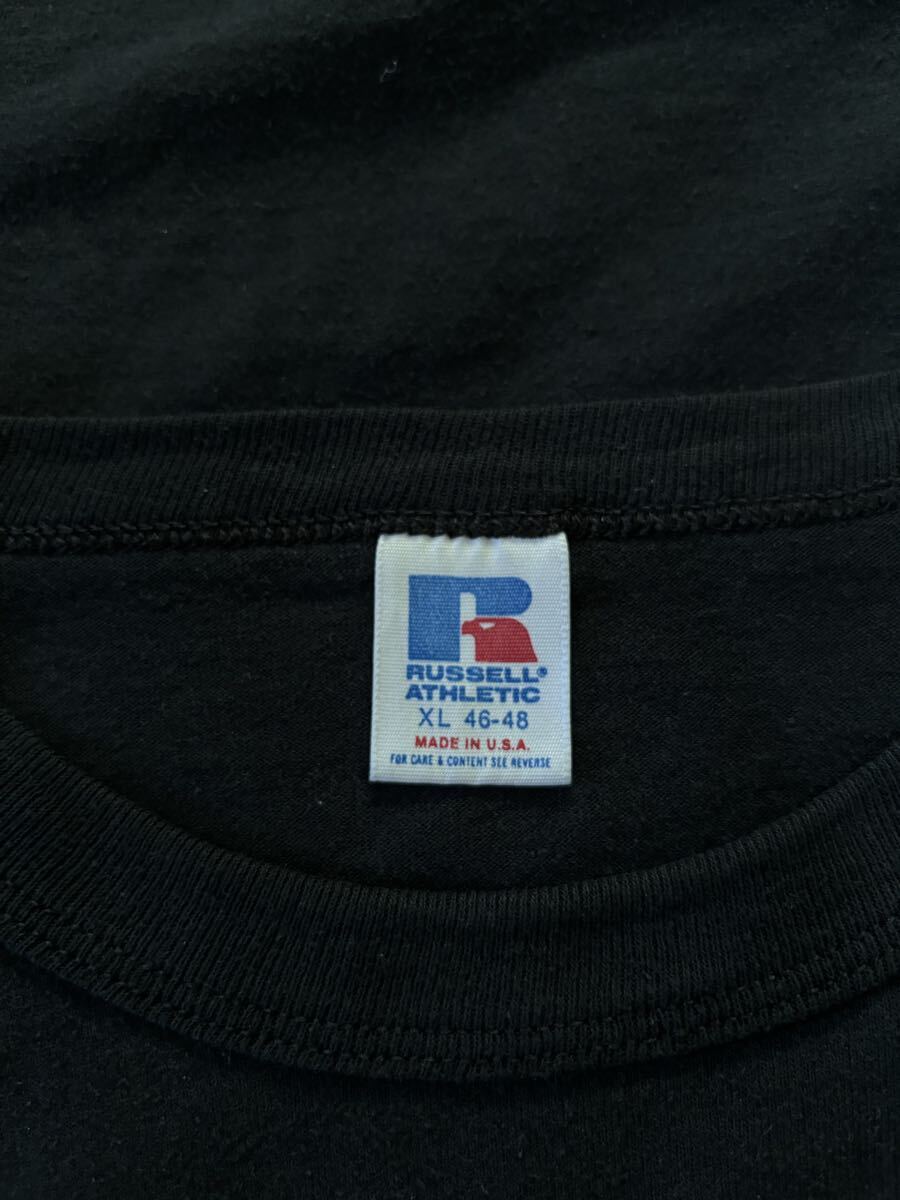 R
RUSSELL®
ATHLETIC
XL 46-48
MADE IN U.S.A.
FOR CARE & CONTENT SEE REVERSE